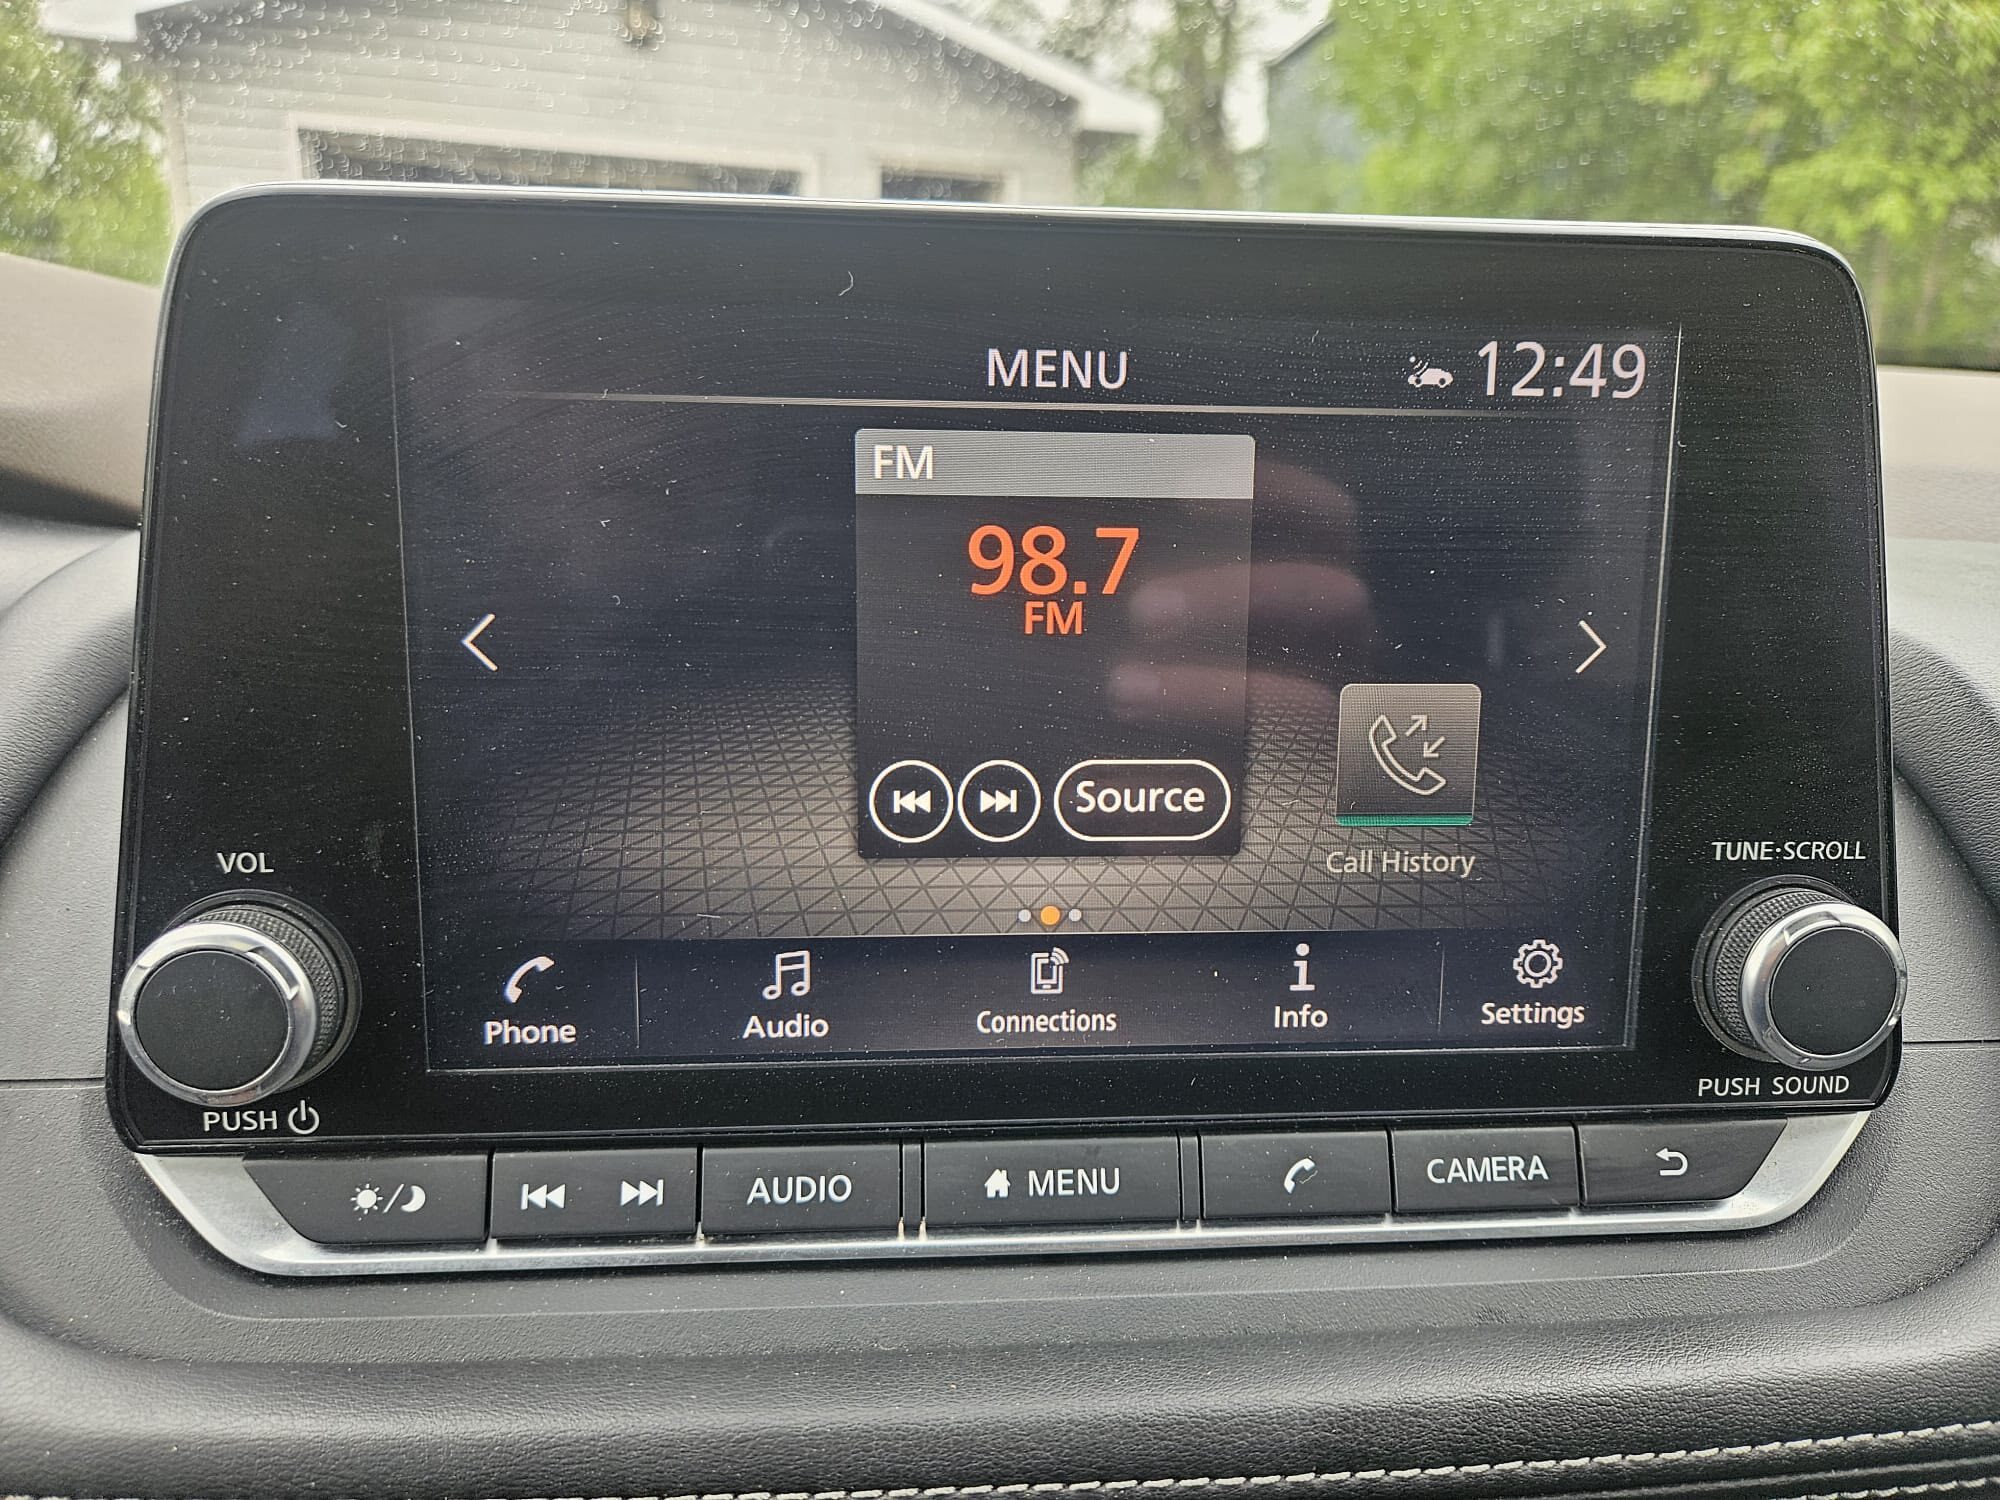 MENU
12:49
FM
98.7
FM
Source
Call History
VOL
TUNE·SCROLL
Phone
Audio
Connections
Info
Settings
PUSH
PUSH SOUND
AUDIO
MENU
CAMERA